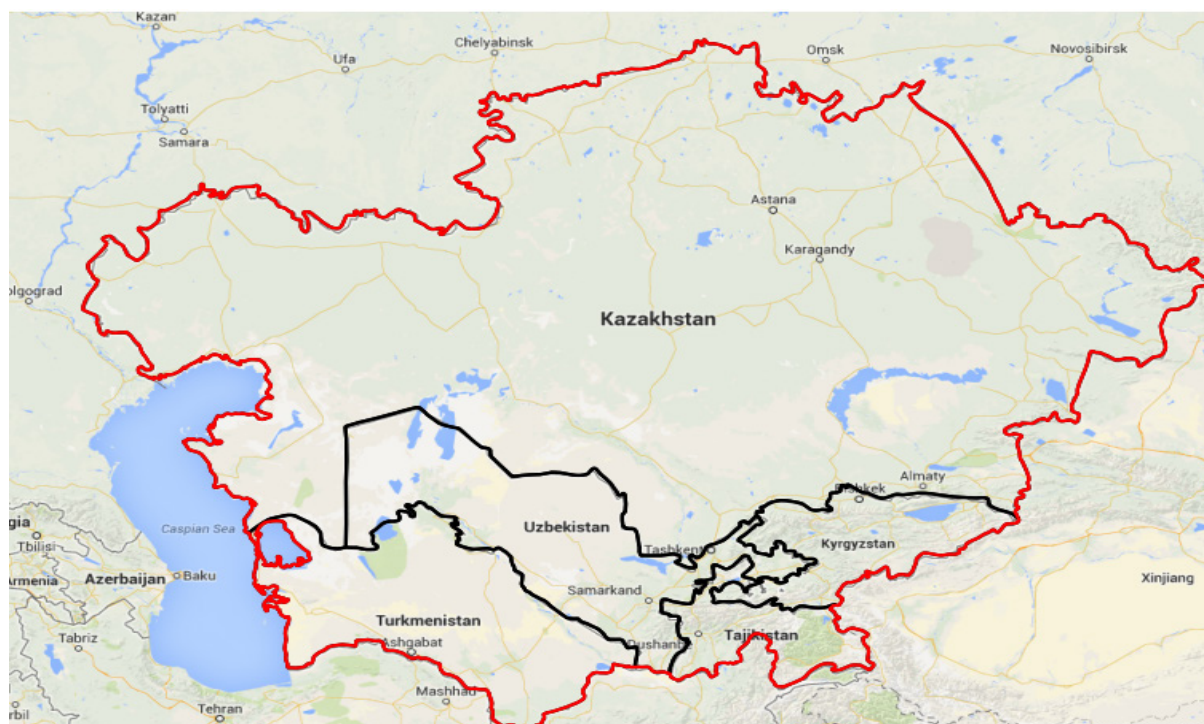 Kazan
Chelyabinsk
Omsk
Novosibirsk
Ufa
Tolyatti
Samara
Astana
Karagandy
olgograd
Kazakhstan
Almaty
Bishkek
Caspian Sea
Uzbekistan
Tashkent
Kyrgyzstan
gia
Tbilisi
Armenia
Azerbaijan
Baku
Xinjiang
Samarkand
Turkmenistan
Dushanbe
Tajikistan
Tabriz
Ashgabat
Mashhad
Tehran
rbil